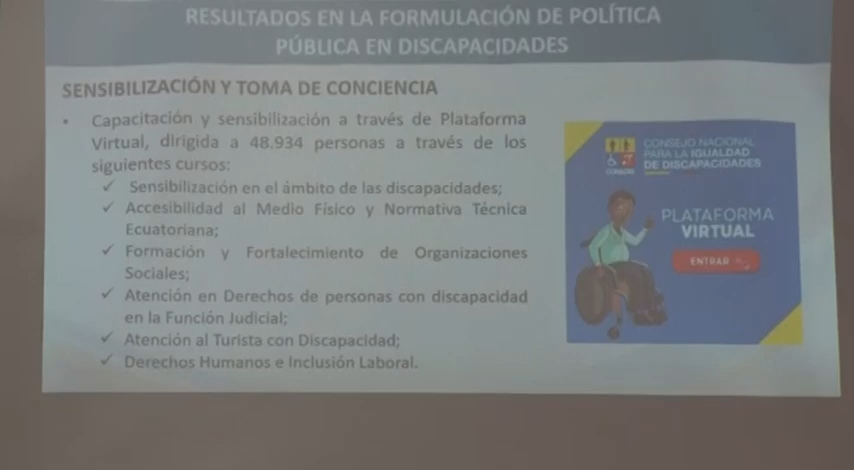 RESULTADOS EN LA FORMULACIÓN DE POLÍTICA
PÚBLICA EN DISCAPACIDADES
SENSIBILIZACIÓN Y TOMA DE CONCIENCIA
• Capacitación y sensibilización a través de Plataforma
Virtual, dirigida a 48.934 personas a través de los
siguientes cursos:
✓ Sensibilización en el ámbito de las discapacidades;
✓ Accesibilidad al Medio Físico y Normativa Técnica
Ecuatoriana;
✓ Formación y Fortalecimiento de Organizaciones
Sociales;
✓ Atención en Derechos de personas con discapacidad
en la Función Judicial;
✓ Atención al Turista con Discapacidad;
✓ Derechos Humanos e Inclusión Laboral.
CONADIS
CONSEJO NACIONAL
PARA LA IGUALDAD
DE DISCAPACIDADES
PLATAFORMA
VIRTUAL
ENTRAR